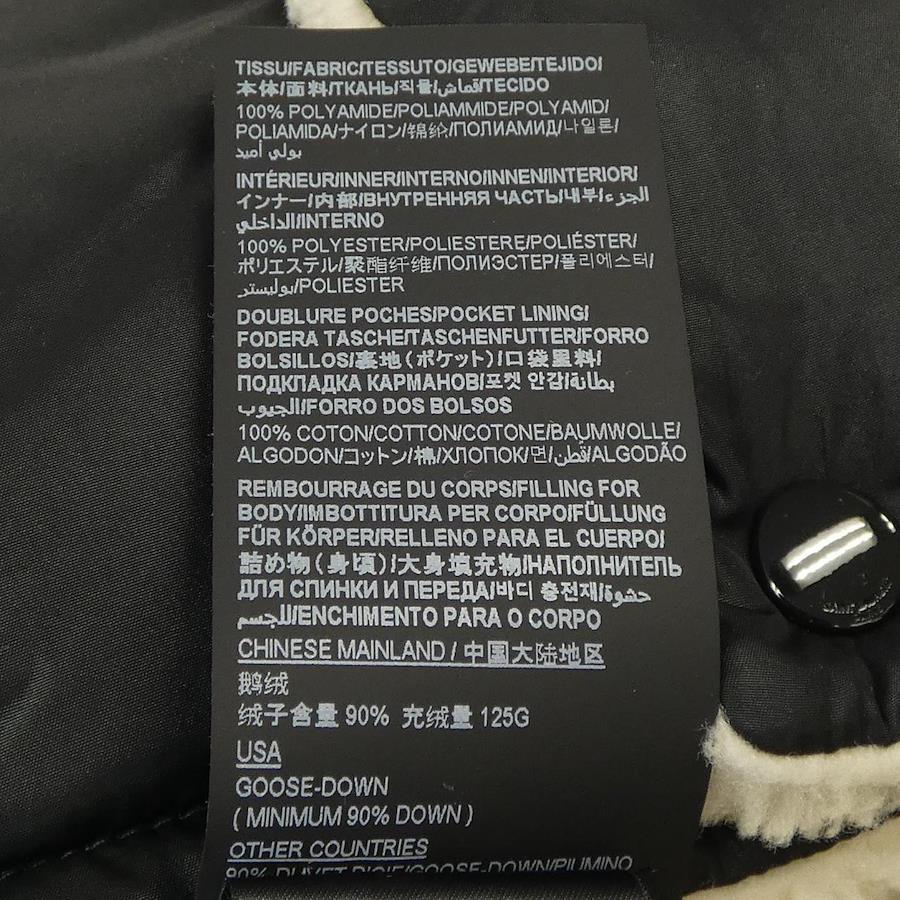 TISSU/FABRIC/TESSUTO/GEWEBE/TEJIDO/
本体/面料/ТКАНЬ/직물/قماش/TECIDO
100% POLYAMIDE/POLIAMMIDE/POLYAMID/
POLIAMIDA/ナイロン/锦纶/ПОЛИАМИД/나일론/
بولي أميد
INTÉRIEUR/INNER/INTERNO/INNEN/INTERIOR/
インナー/内部/ВНУТРЕННЯЯ ЧАСТЬ/내부/الجزء
الداخلي/INTERNO
100% POLYESTER/POLIESTERE/POLIÉSTER/
ポリエステル/聚酯纤维/ПОЛИЭСТЕР/폴리에스터/
بوليستر/POLIESTER
DOUBLURE POCHES/POCKET LINING/
FODERA TASCHE/TASCHENFUTTER/FORRO
BOLSILLOS/裏地(ポケット)/口袋里料/
ПОДКЛАДКА КАРМАНОВ/포켓 안감/بطانة
الجيوب/FORRO DOS BOLSOS
100% COTON/COTTON/COTONE/BAUMWOLLE/
ALGODON/コットン/棉/ХЛОПОК/면/قطن/ALGODÃO
REMBOURRAGE DU CORPS/FILLING FOR
BODY/IMBOTTITURA PER CORPO/FÜLLUNG
FÜR KÖRPER/RELLENO PARA EL CUERPO/
詰め物(身頃)/大身填充物/НАПОЛНИТЕЛЬ
ДЛЯ СПИНКИ И ПЕРЕДА/바디 충전재/حشوة
الجسم/ENCHIMENTO PARA O CORPO
CHINESE MAINLAND / 中国大陆地区
鹅绒
绒子含量 90% 充绒量 125G
USA
GOOSE-DOWN
( MINIMUM 90% DOWN )
OTHER COUNTRIES
90% DUVET D'OIE/GOOSE-DOWN/PIUMINO
SAINT